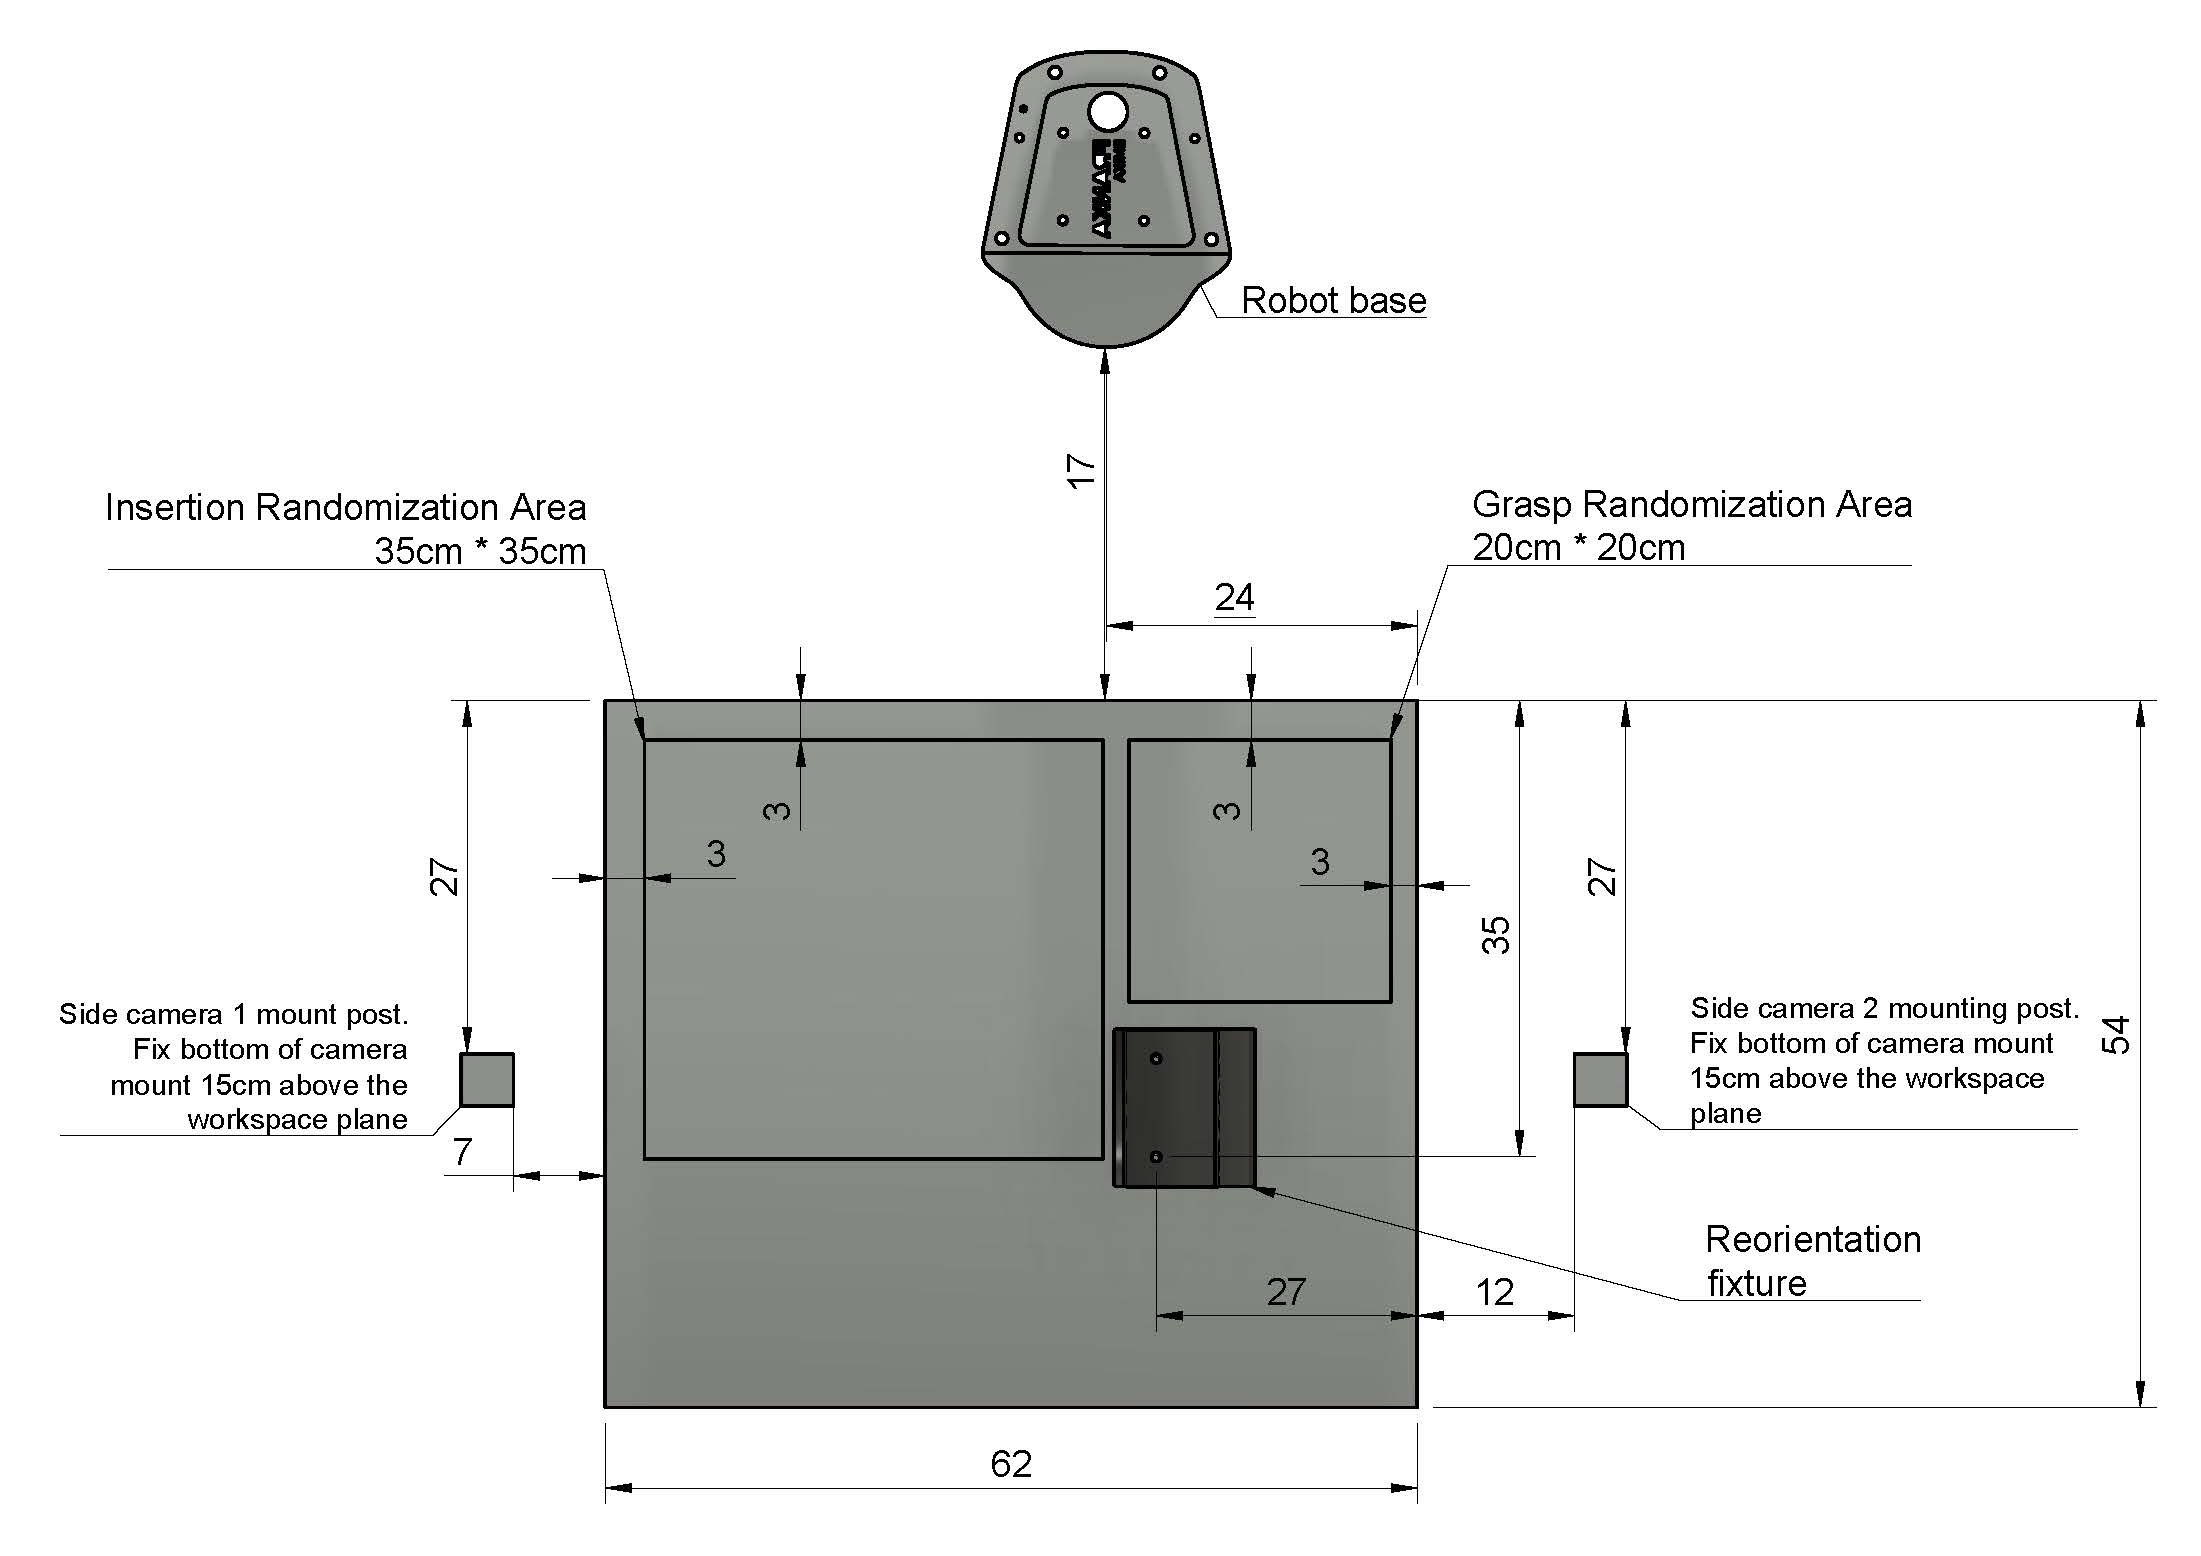 FRANKA
EMIKA
Robot base
17
Insertion Randomization Area
35cm * 35cm
Grasp Randomization Area
20cm * 20cm
24
3
3
3
3
27
27
35
54
Side camera 1 mount post.
Fix bottom of camera
mount 15cm above the
workspace plane
7
Side camera 2 mounting post.
Fix bottom of camera mount
15cm above the workspace
plane
Reorientation
fixture
27
12
62